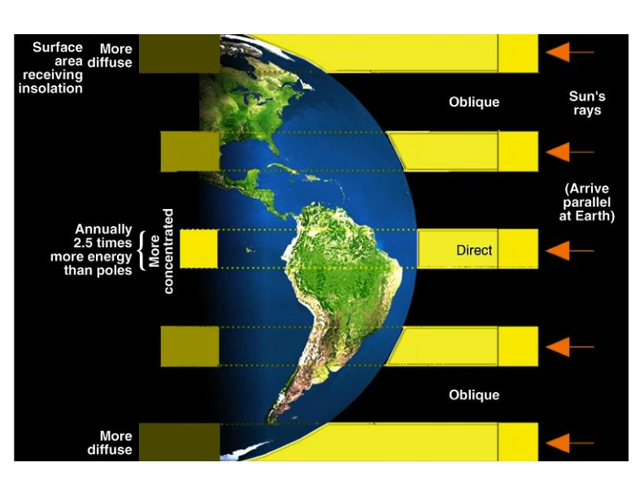 Surface
area
receiving
insolation
More
diffuse
Oblique
Sun's
rays
(Arrive
parallel
at Earth)
Annually
2.5 times
more energy
than poles
More
concentrated
Direct
Oblique
More
diffuse